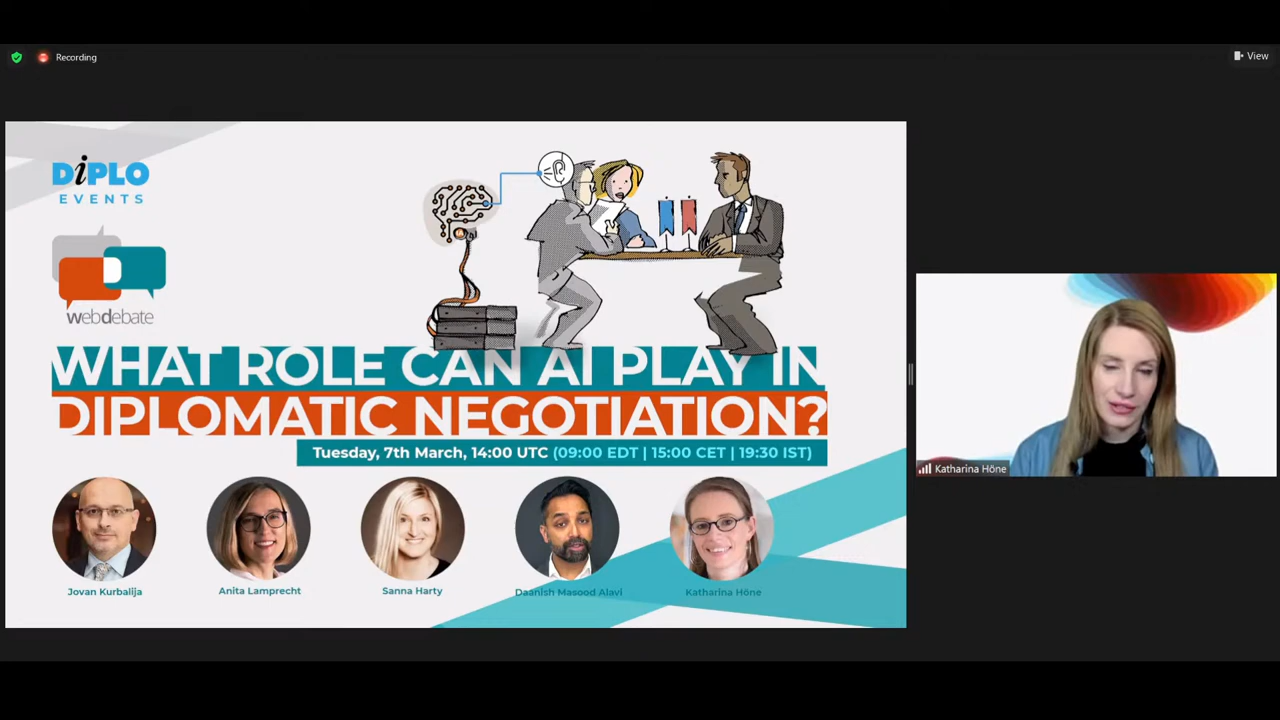 Recording
View
DiPLO
EVENTS
webdebate
WHAT ROLE CAN AI PLAY IN
DIPLOMATIC NEGOTIATION?
Tuesday, 7th March, 14:00 UTC (09:00 EDT | 15:00 CET | 19:30 IST)
Jovan Kurbalija
Anita Lamprecht
Sanna Harty
Daanish Masood Alavi
Katharina Höne
Katharina Höne